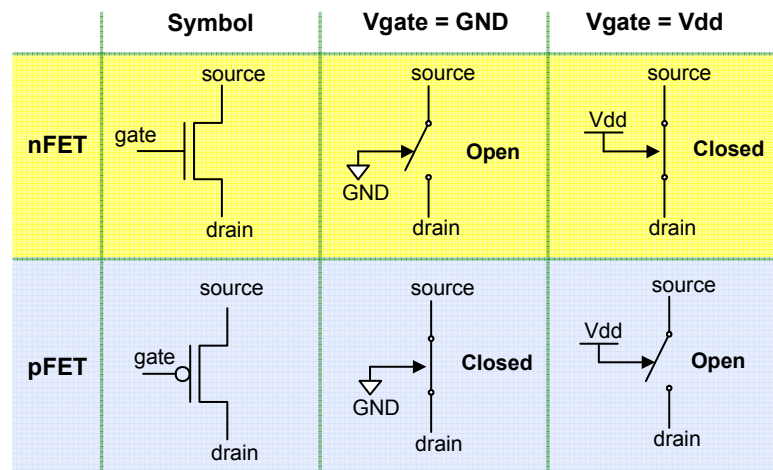 Symbol Vgate = GND Vgate = Vdd
source source source
nFET gate Vdd
Open Closed
GND
drain drain drain
source source source
pFET gate Vdd
Closed Open
GND
drain drain drain